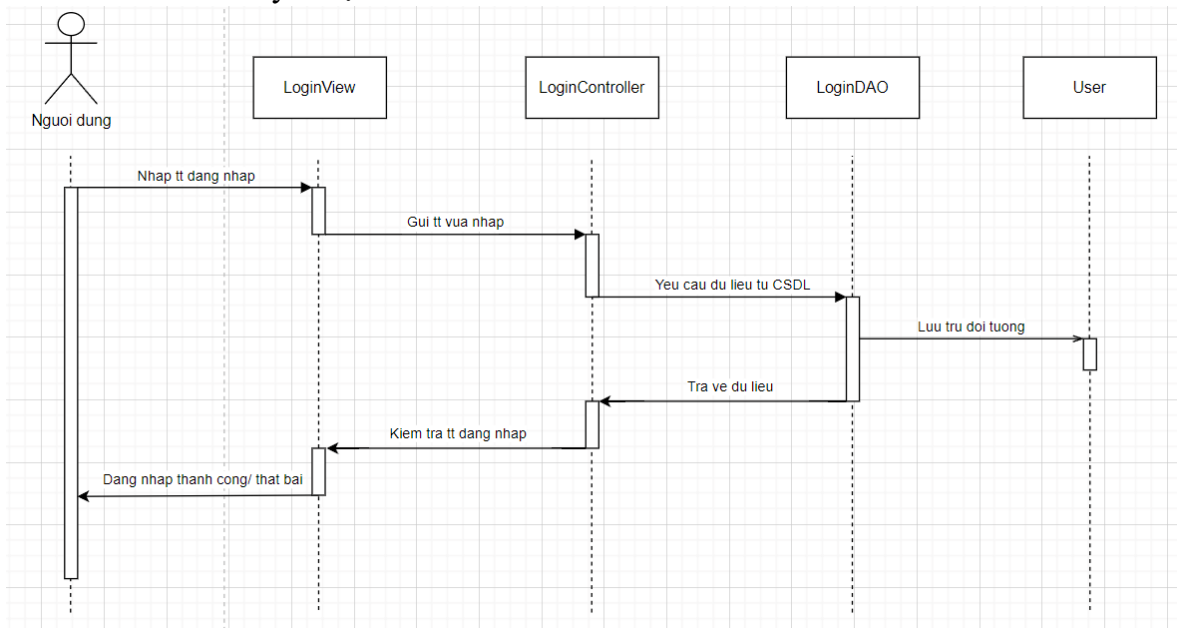 LoginView
LoginController
LoginDAO
User
Nguoi dung
Nhap tt dang nhap
Gui tt vua nhap
Yeu cau du lieu tu CSDL
Luu tru doi tuong
Tra ve du lieu
Kiem tra tt dang nhap
Dang nhap thanh cong/ that bai